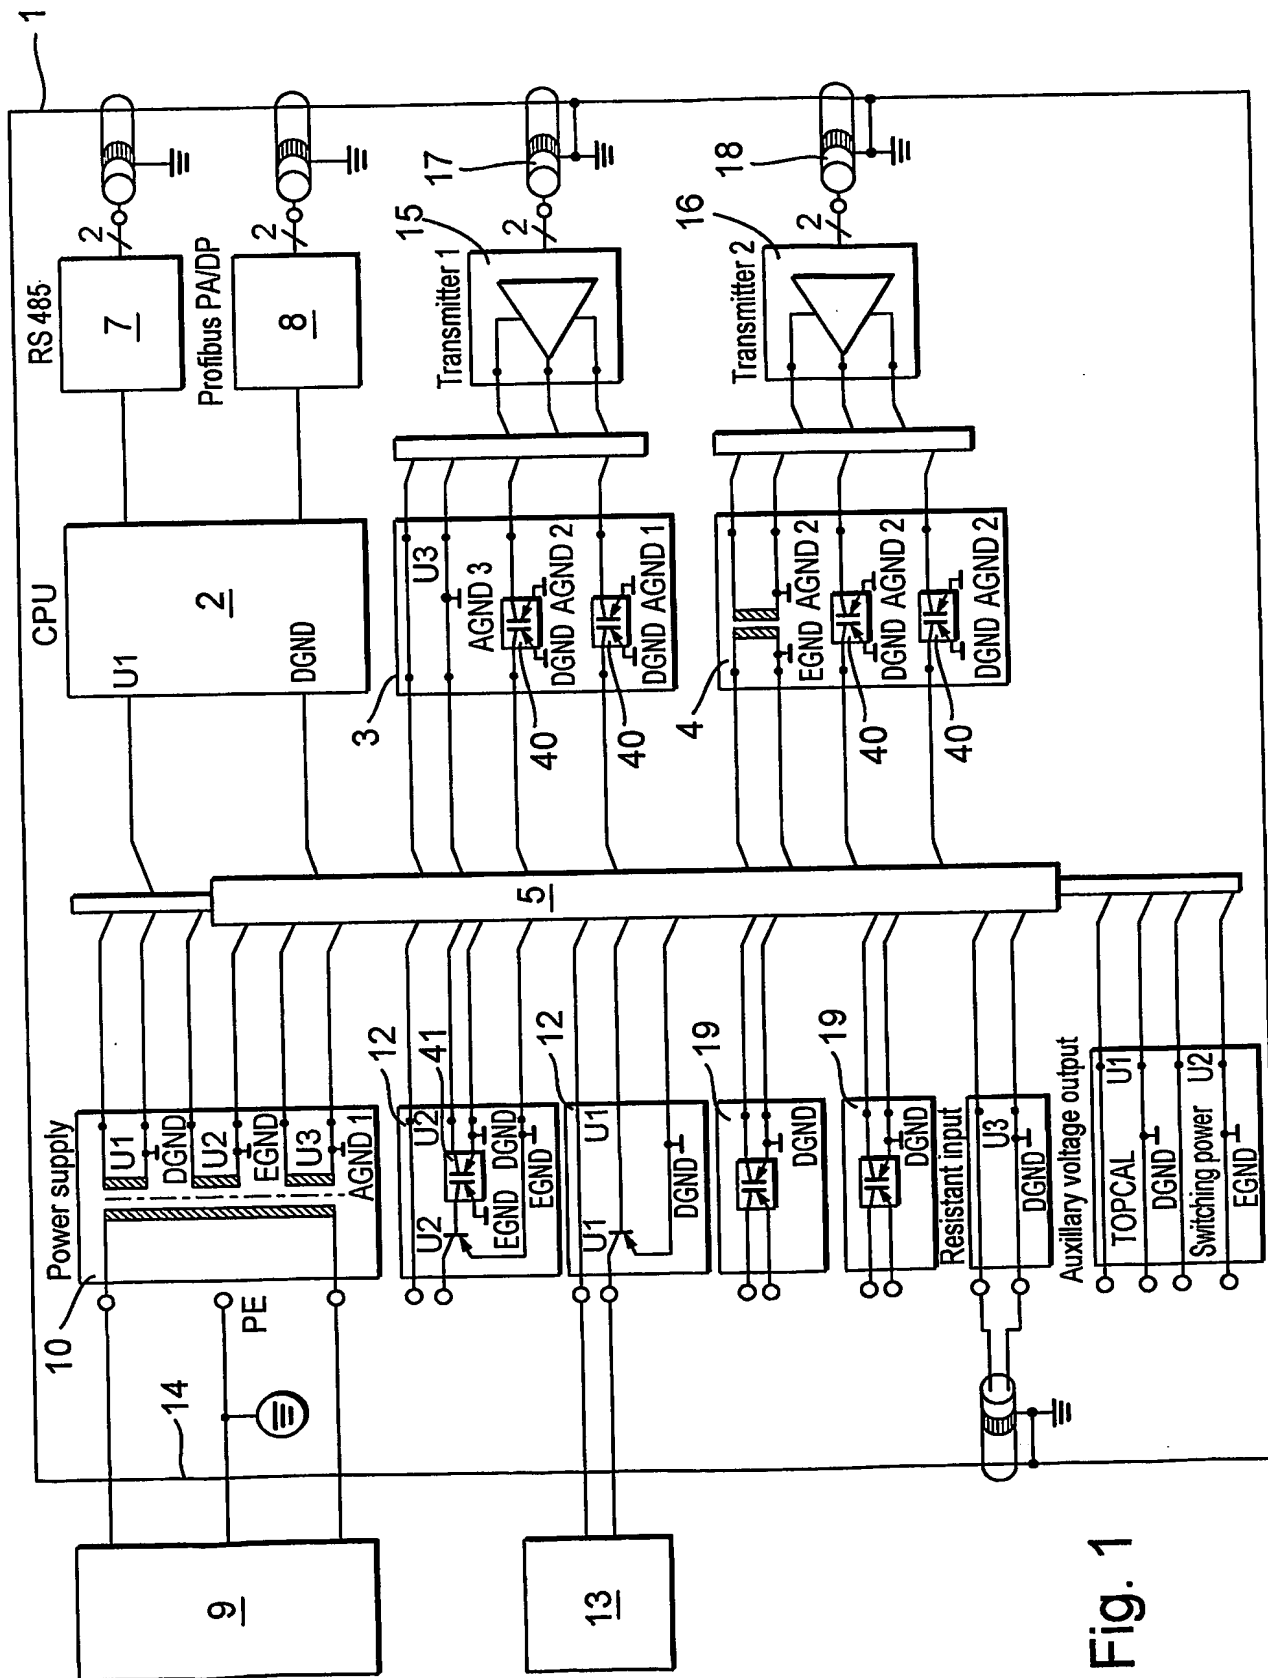 1
RS 485
7
2
Profibus PA/DP
8
2
CPU
2
U1
DGND
Transmitter 1
15
2
17
Transmitter 2
16
2
18
3
U3
AGND 3
DGND AGND 2
DGND AGND 1
40
40
4
EGND AGND 2
DGND AGND 2
DGND AGND 2
40
40
5
Power supply
10
U1
DGND
U2
EGND
U3
AGND 1
PE
14
9
12
U2
41
U2
EGND
DGND
EGND
12
U1
U1
DGND
13
19
DGND
19
DGND
Resistant input
U3
DGND
Auxillary voltage output
U1
TOPCAL
DGND
U2
Switching power
EGND
Fig. 1